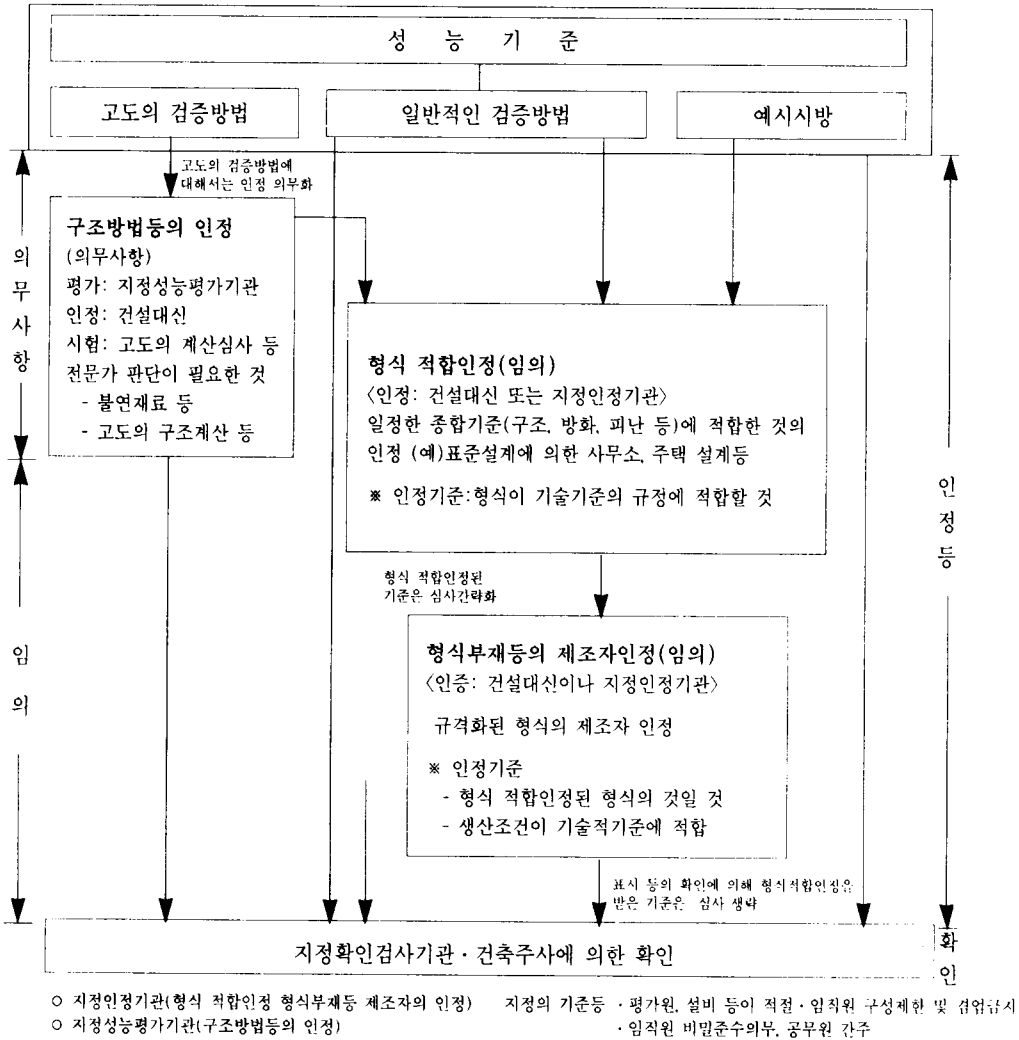 성 능 기 준
고도의 검증방법
일반적인 검증방법
예시시방
고도의 검증방법에
대해서는 인정 의무화
구조방법등의 인정
(의무사항)
평가: 지정성능평가기관
인정: 건설대신
시험: 고도의 계산심사 등
전문가 판단이 필요한 것
- 불연재료 등
- 고도의 구조계산 등
의무사항
형식 적합인정(임의)
<인정: 건설대신 또는 지정인정기관>
일정한 종합기준(구조, 방화, 피난 등)에 적합한 것의
인정 (예)표준설계에 의한 사무소, 주택 설계등
※ 인정기준:형식이 기술기준의 규정에 적합할 것
인정등
형식 적합인정된
기준은 심사간략화
임의
형식부재등의 제조자인정(임의)
<인증: 건설대신이나 지정인정기관>
규격화된 형식의 제조자 인정
※ 인정기준
- 형식 적합인정된 형식의 것일 것
- 생산조건이 기술적기준에 적합
표시 등의 확인에 의해 형식적합인정을
받은 기준은 심사 생략
지정확인검사기관·건축주사에 의한 확인
확인
○ 지정인정기관(형식 적합인정 형식부재등 제조자의 인정) 지정의 기준등 ·평가원, 설비 등이 적절·임직원 구성제한 및 겸업금지
○ 지정성능평가기관(구조방법등의 인정) ·임직원 비밀준수의무, 공무원 간주